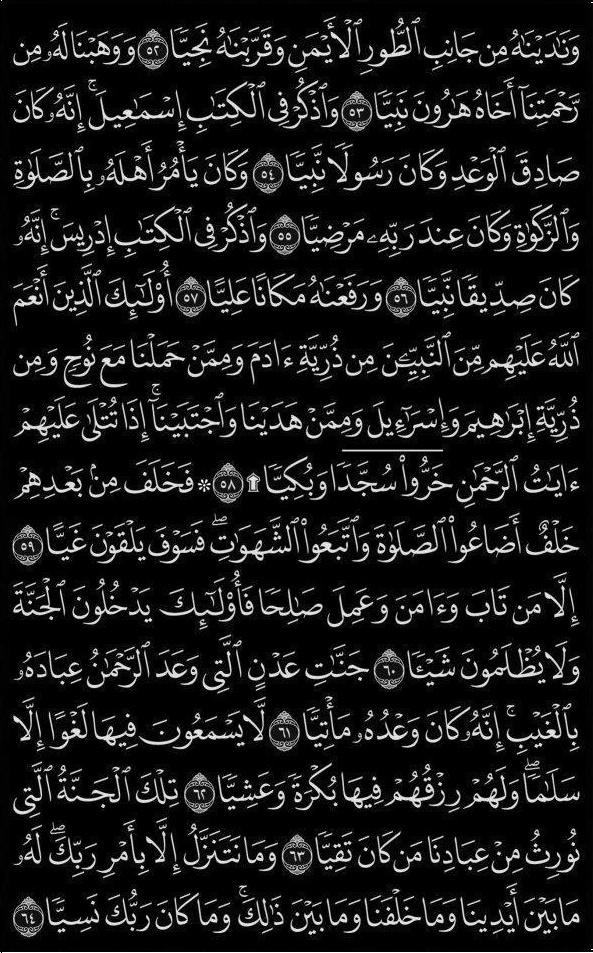 وَنَٰدَيۡنَٰهُ مِن جَانِبِ ٱلطُّورِ ٱلۡأَيۡمَنِ وَقَرَّبۡنَٰهُ نَجِيّٗا ٥٢ وَوَهَبۡنَا لَهُۥ مِن
رَّحۡمَتِنَآ أَخَاهُ هَٰرُونَ نَبِيّٗا ٥٣ وَٱذۡكُرۡ فِي ٱلۡكِتَٰبِ إِسۡمَٰعِيلَۚ إِنَّهُۥ كَانَ
صَادِقَ ٱلۡوَعۡدِ وَكَانَ رَسُولٗا نَّبِيّٗا ٥٤ وَكَانَ يَأۡمُرُ أَهۡلَهُۥ بِٱلصَّلَوٰةِ
وَٱلزَّكَوٰةِ وَكَانَ عِندَ رَبِّهِۦ مَرۡضِيّٗا ٥٥ وَٱذۡكُرۡ فِي ٱلۡكِتَٰبِ إِدۡرِيسَۚ إِنَّهُۥ
كَانَ صِدِّيقٗا نَّبِيّٗا ٥٦ وَرَفَعۡنَٰهُ مَكَانًا عَلِيًّا ٥٧ أُوْلَٰٓئِكَ ٱلَّذِينَ أَنۡعَمَ
ٱللَّهُ عَلَيۡهِم مِّنَ ٱلنَّبِيِّـۧنَ مِن ذُرِّيَّةِ ءَادَمَ وَمِمَّنۡ حَمَلۡنَا مَعَ نُوحٖ وَمِن
ذُرِّيَّةِ إِبۡرَٰهِيمَ وَإِسۡرَٰٓءِيلَ وَمِمَّنۡ هَدَيۡنَا وَٱجۡتَبَيۡنَآۚ إِذَا تُتۡلَىٰ عَلَيۡهِمۡ
ءَايَٰتُ ٱلرَّحۡمَٰنِ خَرُّواْۤ سُجَّدٗاۤ وَبُكِيّٗا ۩ ٥٨ ۞ فَخَلَفَ مِنۢ بَعۡدِهِمۡ
خَلۡفٌ أَضَاعُواْ ٱلصَّلَوٰةَ وَٱتَّبَعُواْ ٱلشَّهَوَٰتِۖ فَسَوۡفَ يَلۡقَوۡنَ غَيًّا ٥٩
إِلَّا مَن تَابَ وَءَامَنَ وَعَمِلَ صَٰلِحٗا فَأُوْلَٰٓئِكَ يَدۡخُلُونَ ٱلۡجَنَّةَ
وَلَا يُظۡلَمُونَ شَيۡـٔٗا ٦٠ جَنَّٰتِ عَدۡنٍ ٱلَّتِي وَعَدَ ٱلرَّحۡمَٰنُ عِبَادَهُۥ
بِٱلۡغَيۡبِۚ إِنَّهُۥ كَانَ وَعۡدُهُۥ مَأۡتِيّٗا ٦١ لَّا يَسۡمَعُونَ فِيهَا لَغۡوًا إِلَّا
سَلَٰمٗاۖ وَلَهُمۡ رِزۡقُهُمۡ فِيهَا بُكۡرَةٗ وَعَشِيّٗا ٦٢ تِلۡكَ ٱلۡجَنَّةُ ٱلَّتِي
نُورِثُ مِنۡ عِبَادِنَا مَن كَانَ تَقِيّٗا ٦٣ وَمَا نَتَنَزَّلُ إِلَّا بِأَمۡرِ رَبِّكَۖ لَهُۥ
مَا بَيۡنَ أَيۡدِينَا وَمَا خَلۡفَنَا وَمَا بَيۡنَ ذَٰلِكَۚ وَمَا كَانَ رَبُّكَ نَسِيّٗا ٦٤